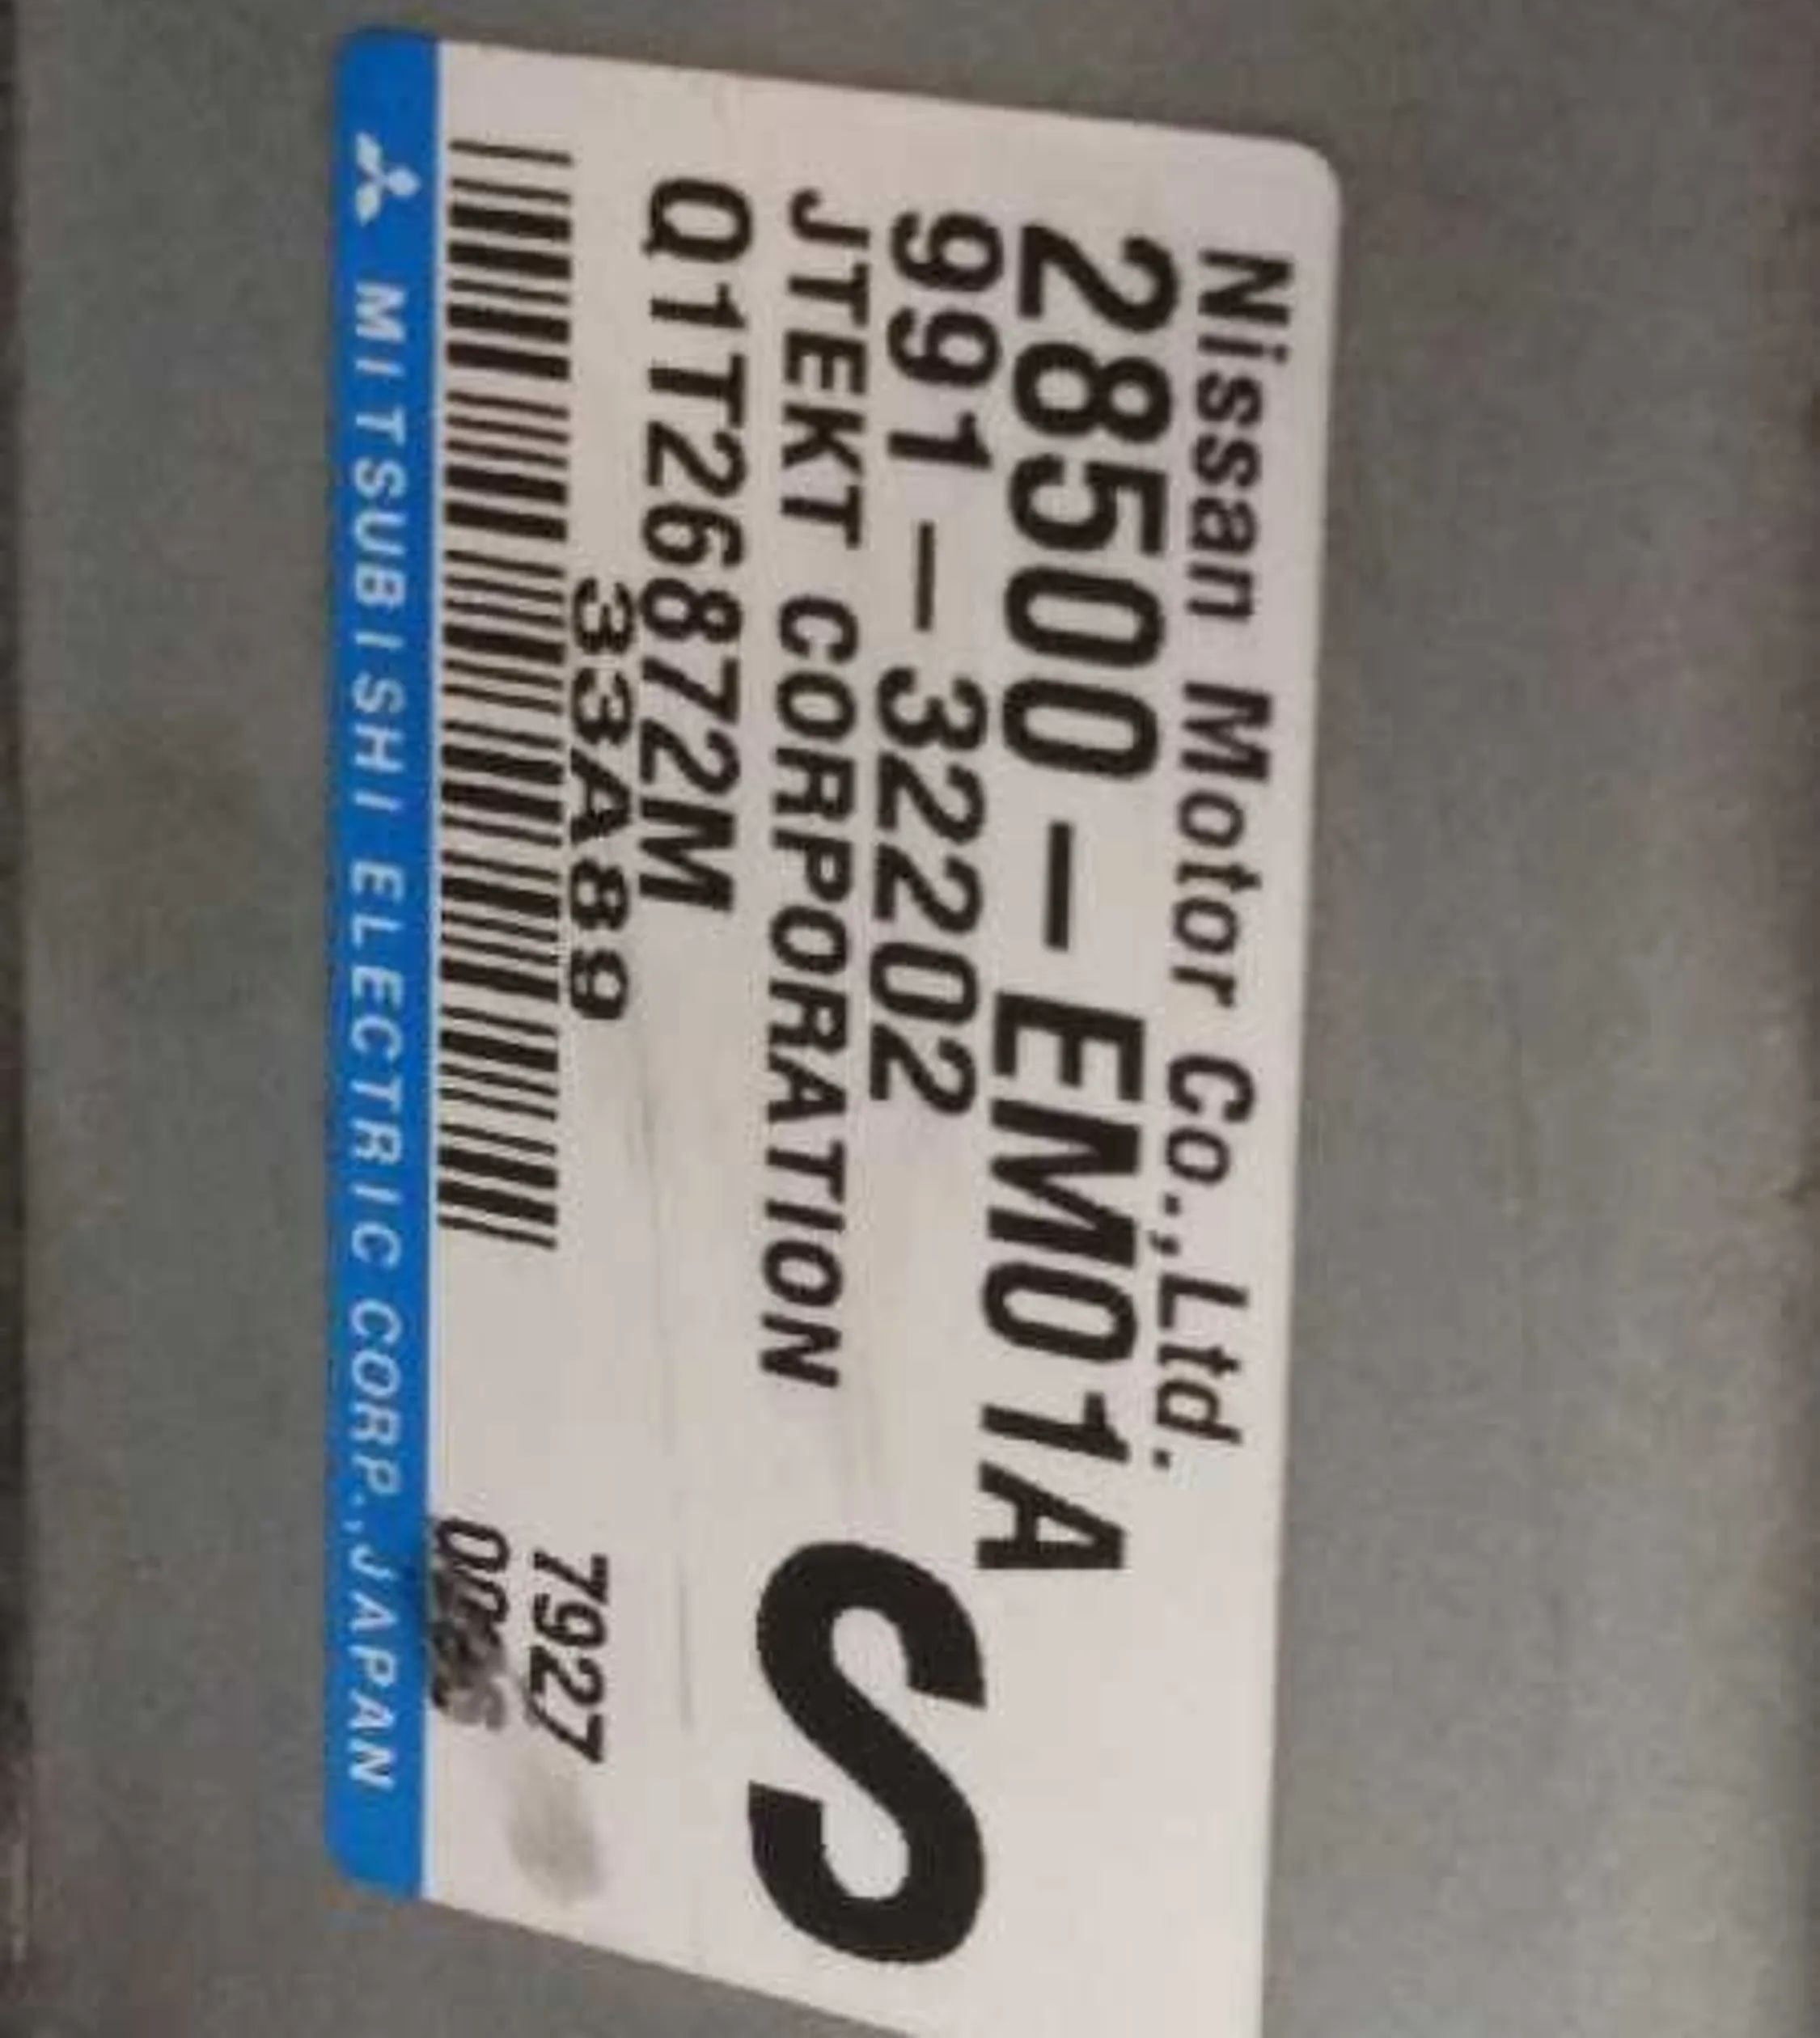 Nissan Motor Co.,Ltd.
28500-EM01A
991-32202
JTEKT CORPORATION
S
Q1T26872M
33A89
7927
MITSUBISHI ELECTRIC CORP.,JAPAN